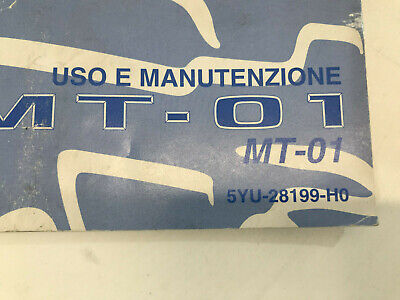 USO E MANUTENZIONE
MT-01
MT-01
5YU-28199-H0